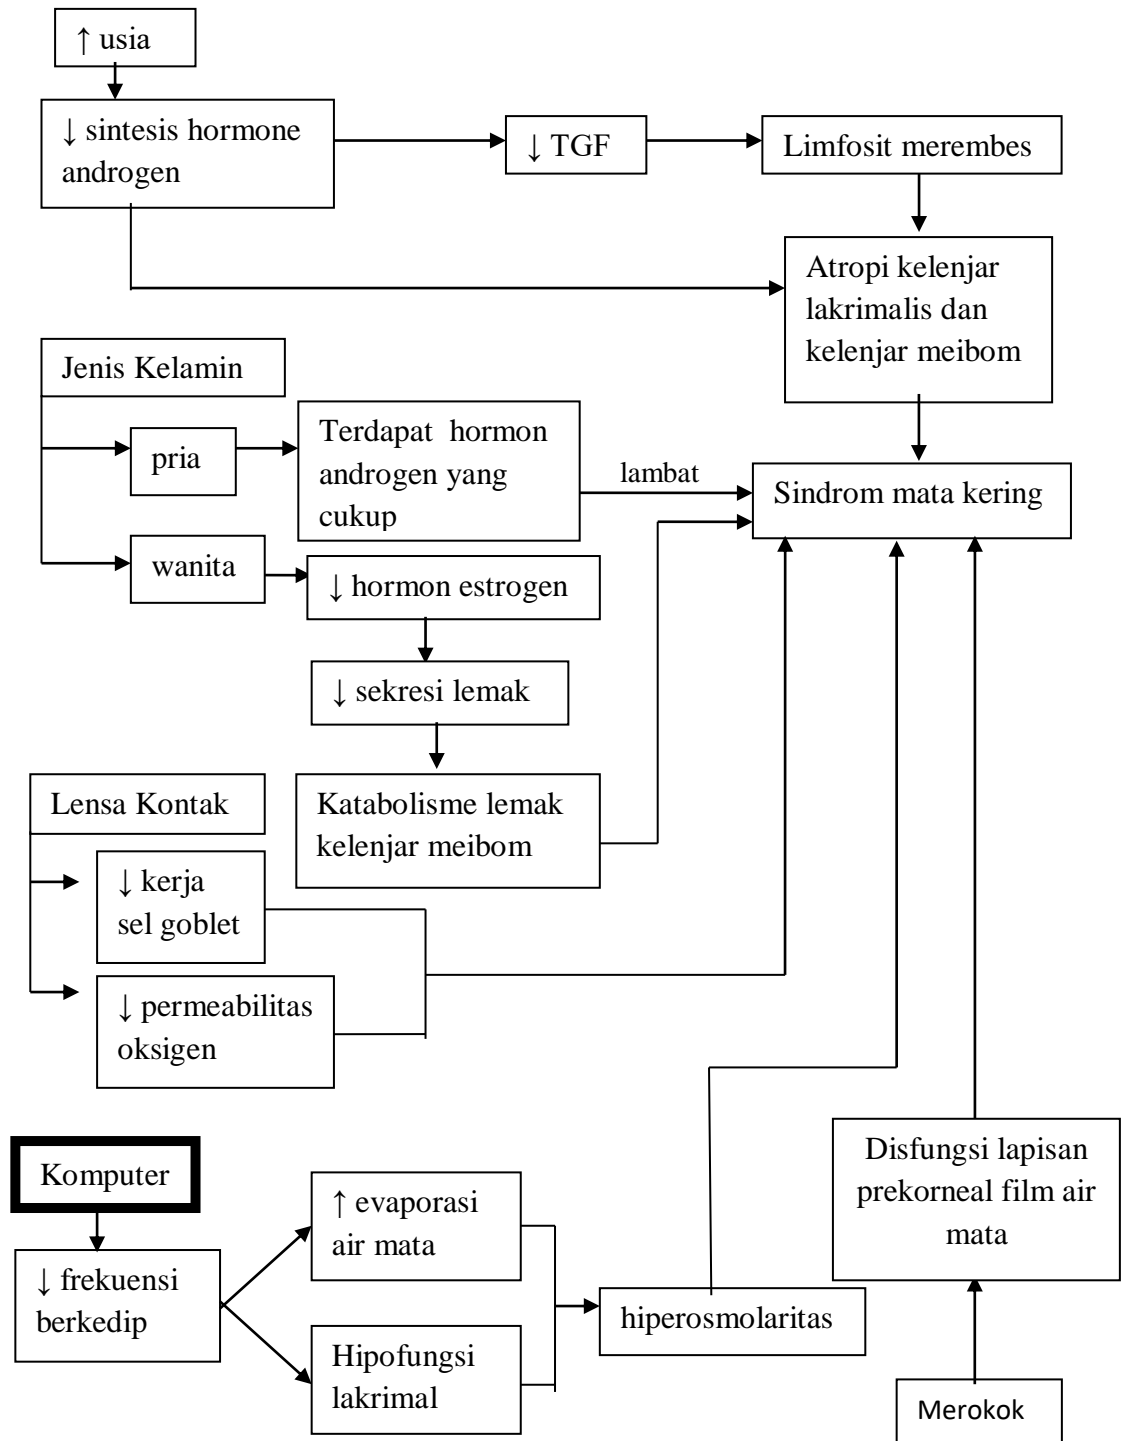 ↑ usia
↓ sintesis hormone
androgen
↓ TGF
Limfosit merembes
Atropi kelenjar
lakrimalis dan
kelenjar meibom
Jenis Kelamin
pria
Terdapat hormon
androgen yang
cukup
lambat
Sindrom mata kering
wanita
↓ hormon estrogen
↓ sekresi lemak
Katabolisme lemak
kelenjar meibom
Lensa Kontak
↓ kerja
sel goblet
↓ permeabilitas
oksigen
Komputer
↓ frekuensi
berkedip
↑ evaporasi
air mata
Hipofungsi
lakrimal
hiperosmolaritas
Disfungsi lapisan
prekorneal film air
mata
Merokok